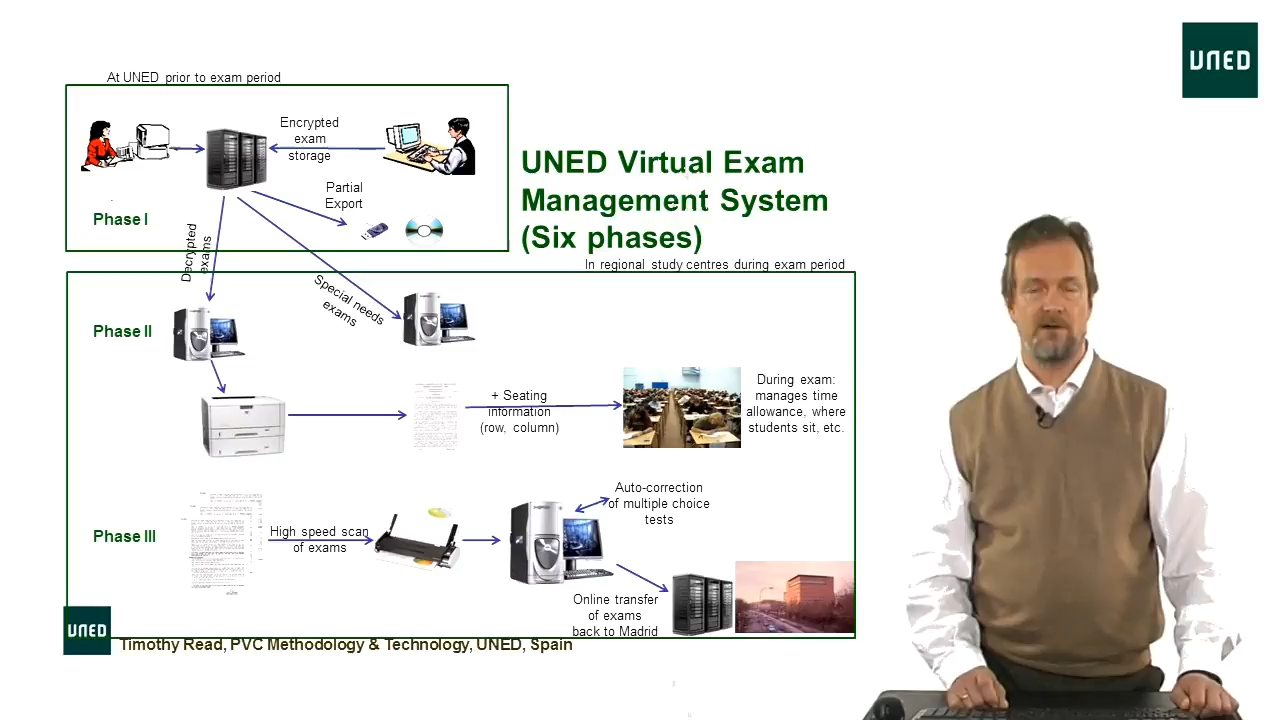 UNED
At UNED prior to exam period
Encrypted
exam
storage
Partial
Export
Phase I
UNED Virtual Exam
Management System
(Six phases)
Decrypted
exams
Special needs
exams
In regional study centres during exam period
Phase II
+ Seating
information
(row, column)
During exam:
manages time
allowance, where
students sit, etc.
Phase III
High speed scan
of exams
Auto-correction
of multiple choice
tests
Online transfer
of exams
back to Madrid
UNED
Timothy Read, PVC Methodology & Technology, UNED, Spain